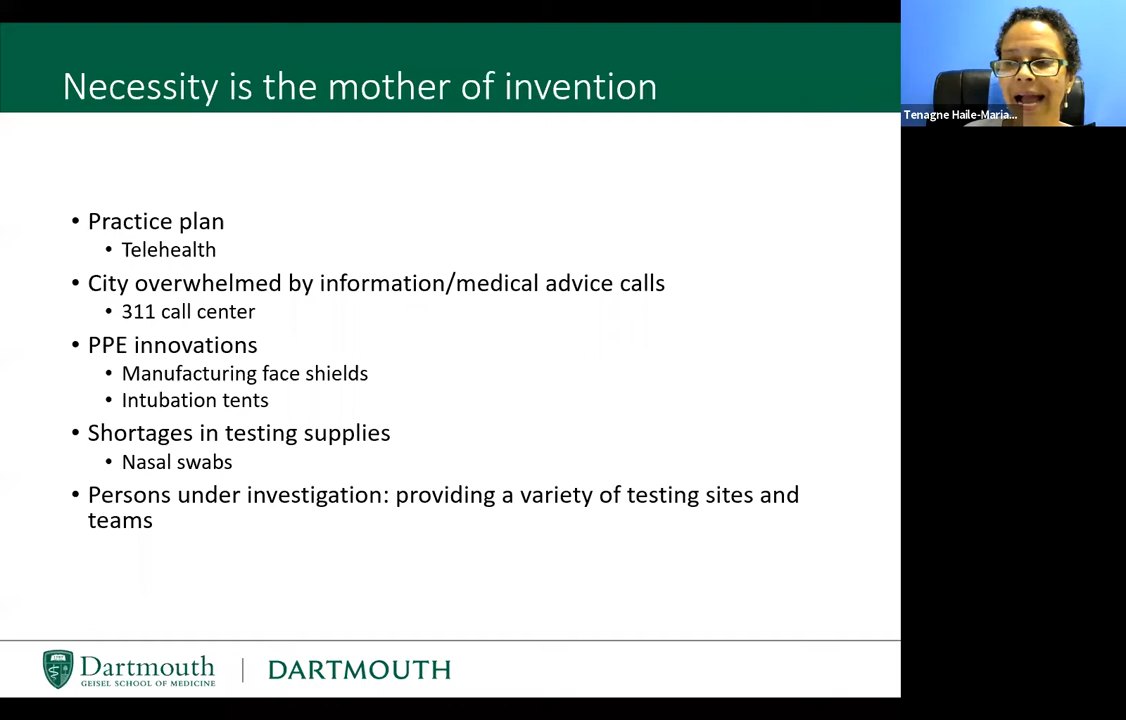 Necessity is the mother of invention
Tenagne Haile-Maria...
• Practice plan
• Telehealth
• City overwhelmed by information/medical advice calls
• 311 call center
• PPE innovations
• Manufacturing face shields
• Intubation tents
• Shortages in testing supplies
• Nasal swabs
• Persons under investigation: providing a variety of testing sites and
teams
Dartmouth
GEISEL SCHOOL OF MEDICINE
DARTMOUTH